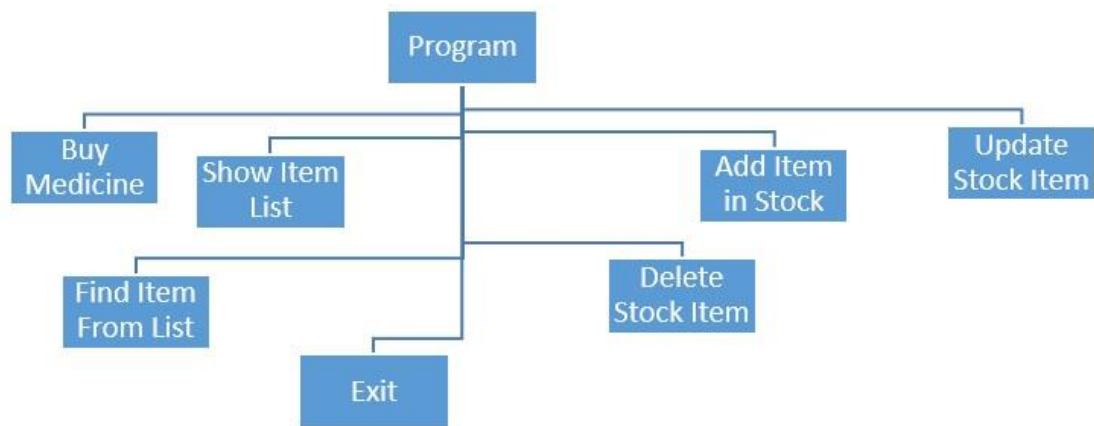 Program
Buy
Medicine
Show Item
List
Add Item
in Stock
Update
Stock Item
Find Item
From List
Delete
Stock Item
Exit